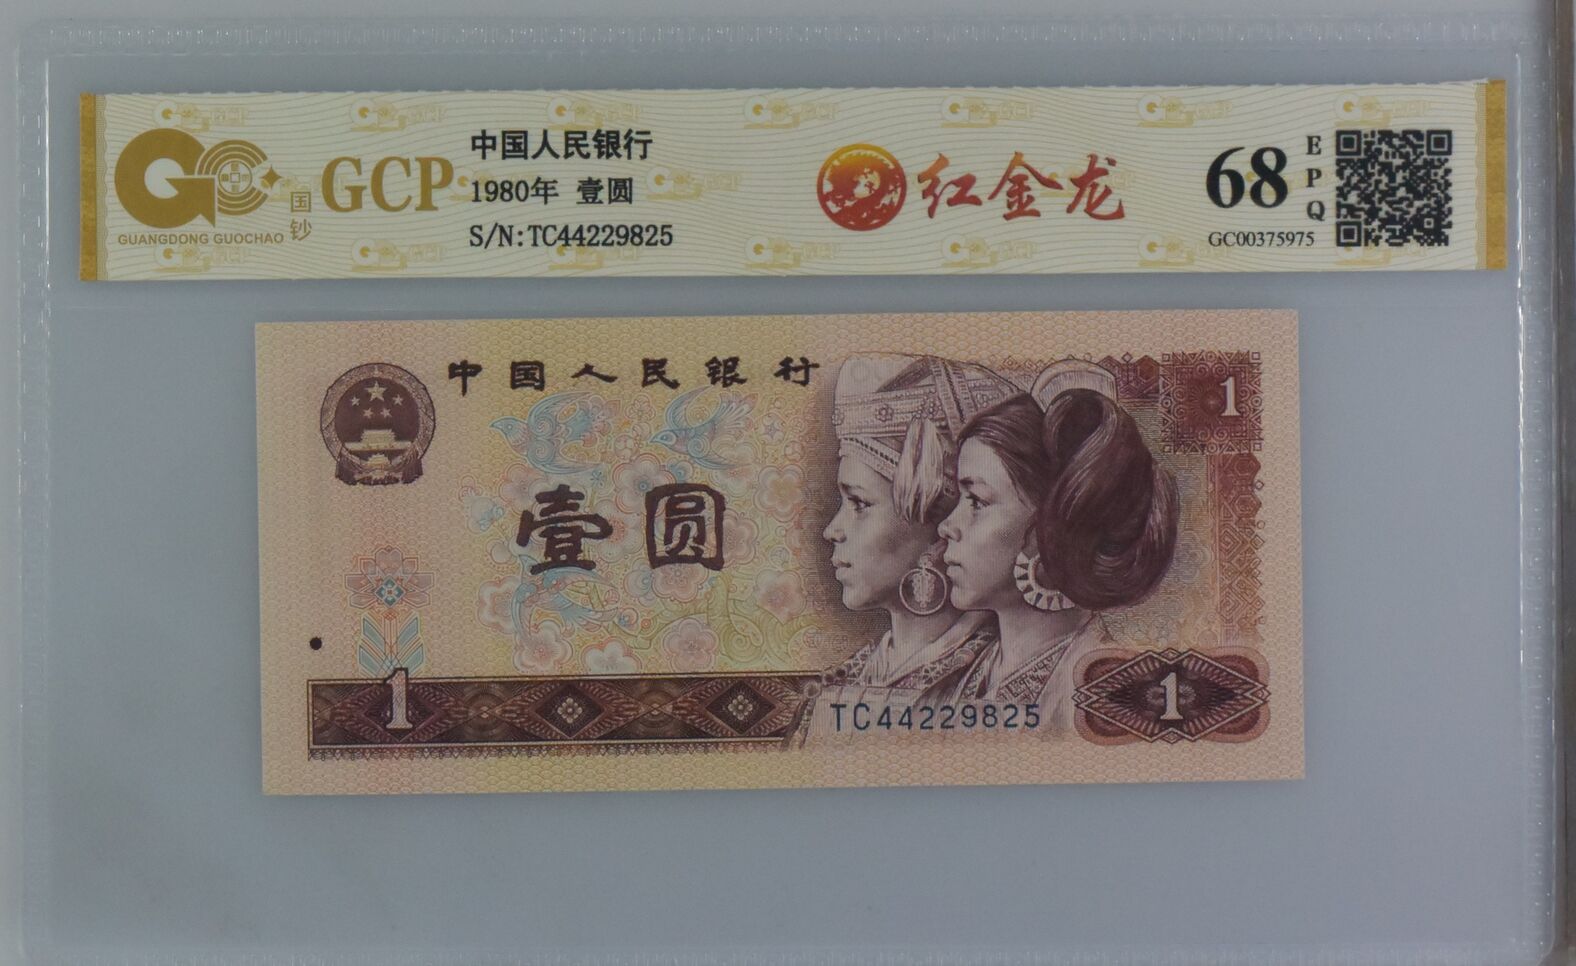 GCP
国钞
GUANGDONG GUOCHAO
中国人民银行
1980年 壹圆
S/N:TC44229825
红金龙
68
EPQ
GC00375975
中国人民银行
1
壹圆
1
TC44229825
1